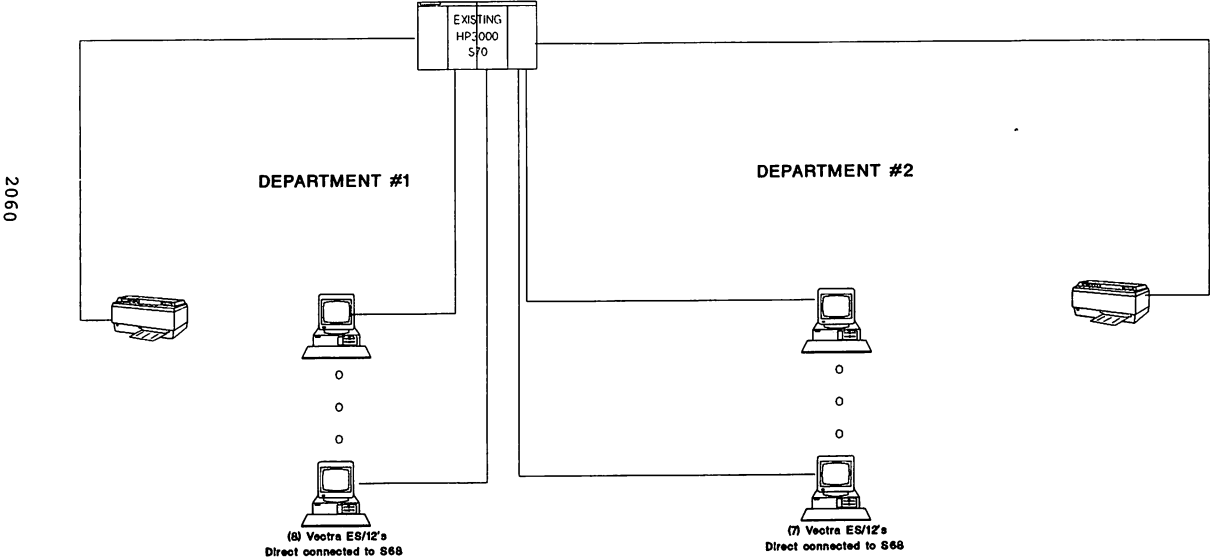 EXISTING
HP3000
S70
DEPARTMENT #1
DEPARTMENT #2
2060
(8) Vectra ES/12's
Direct connected to S68
(7) Vectra ES/12's
Direct connected to S68